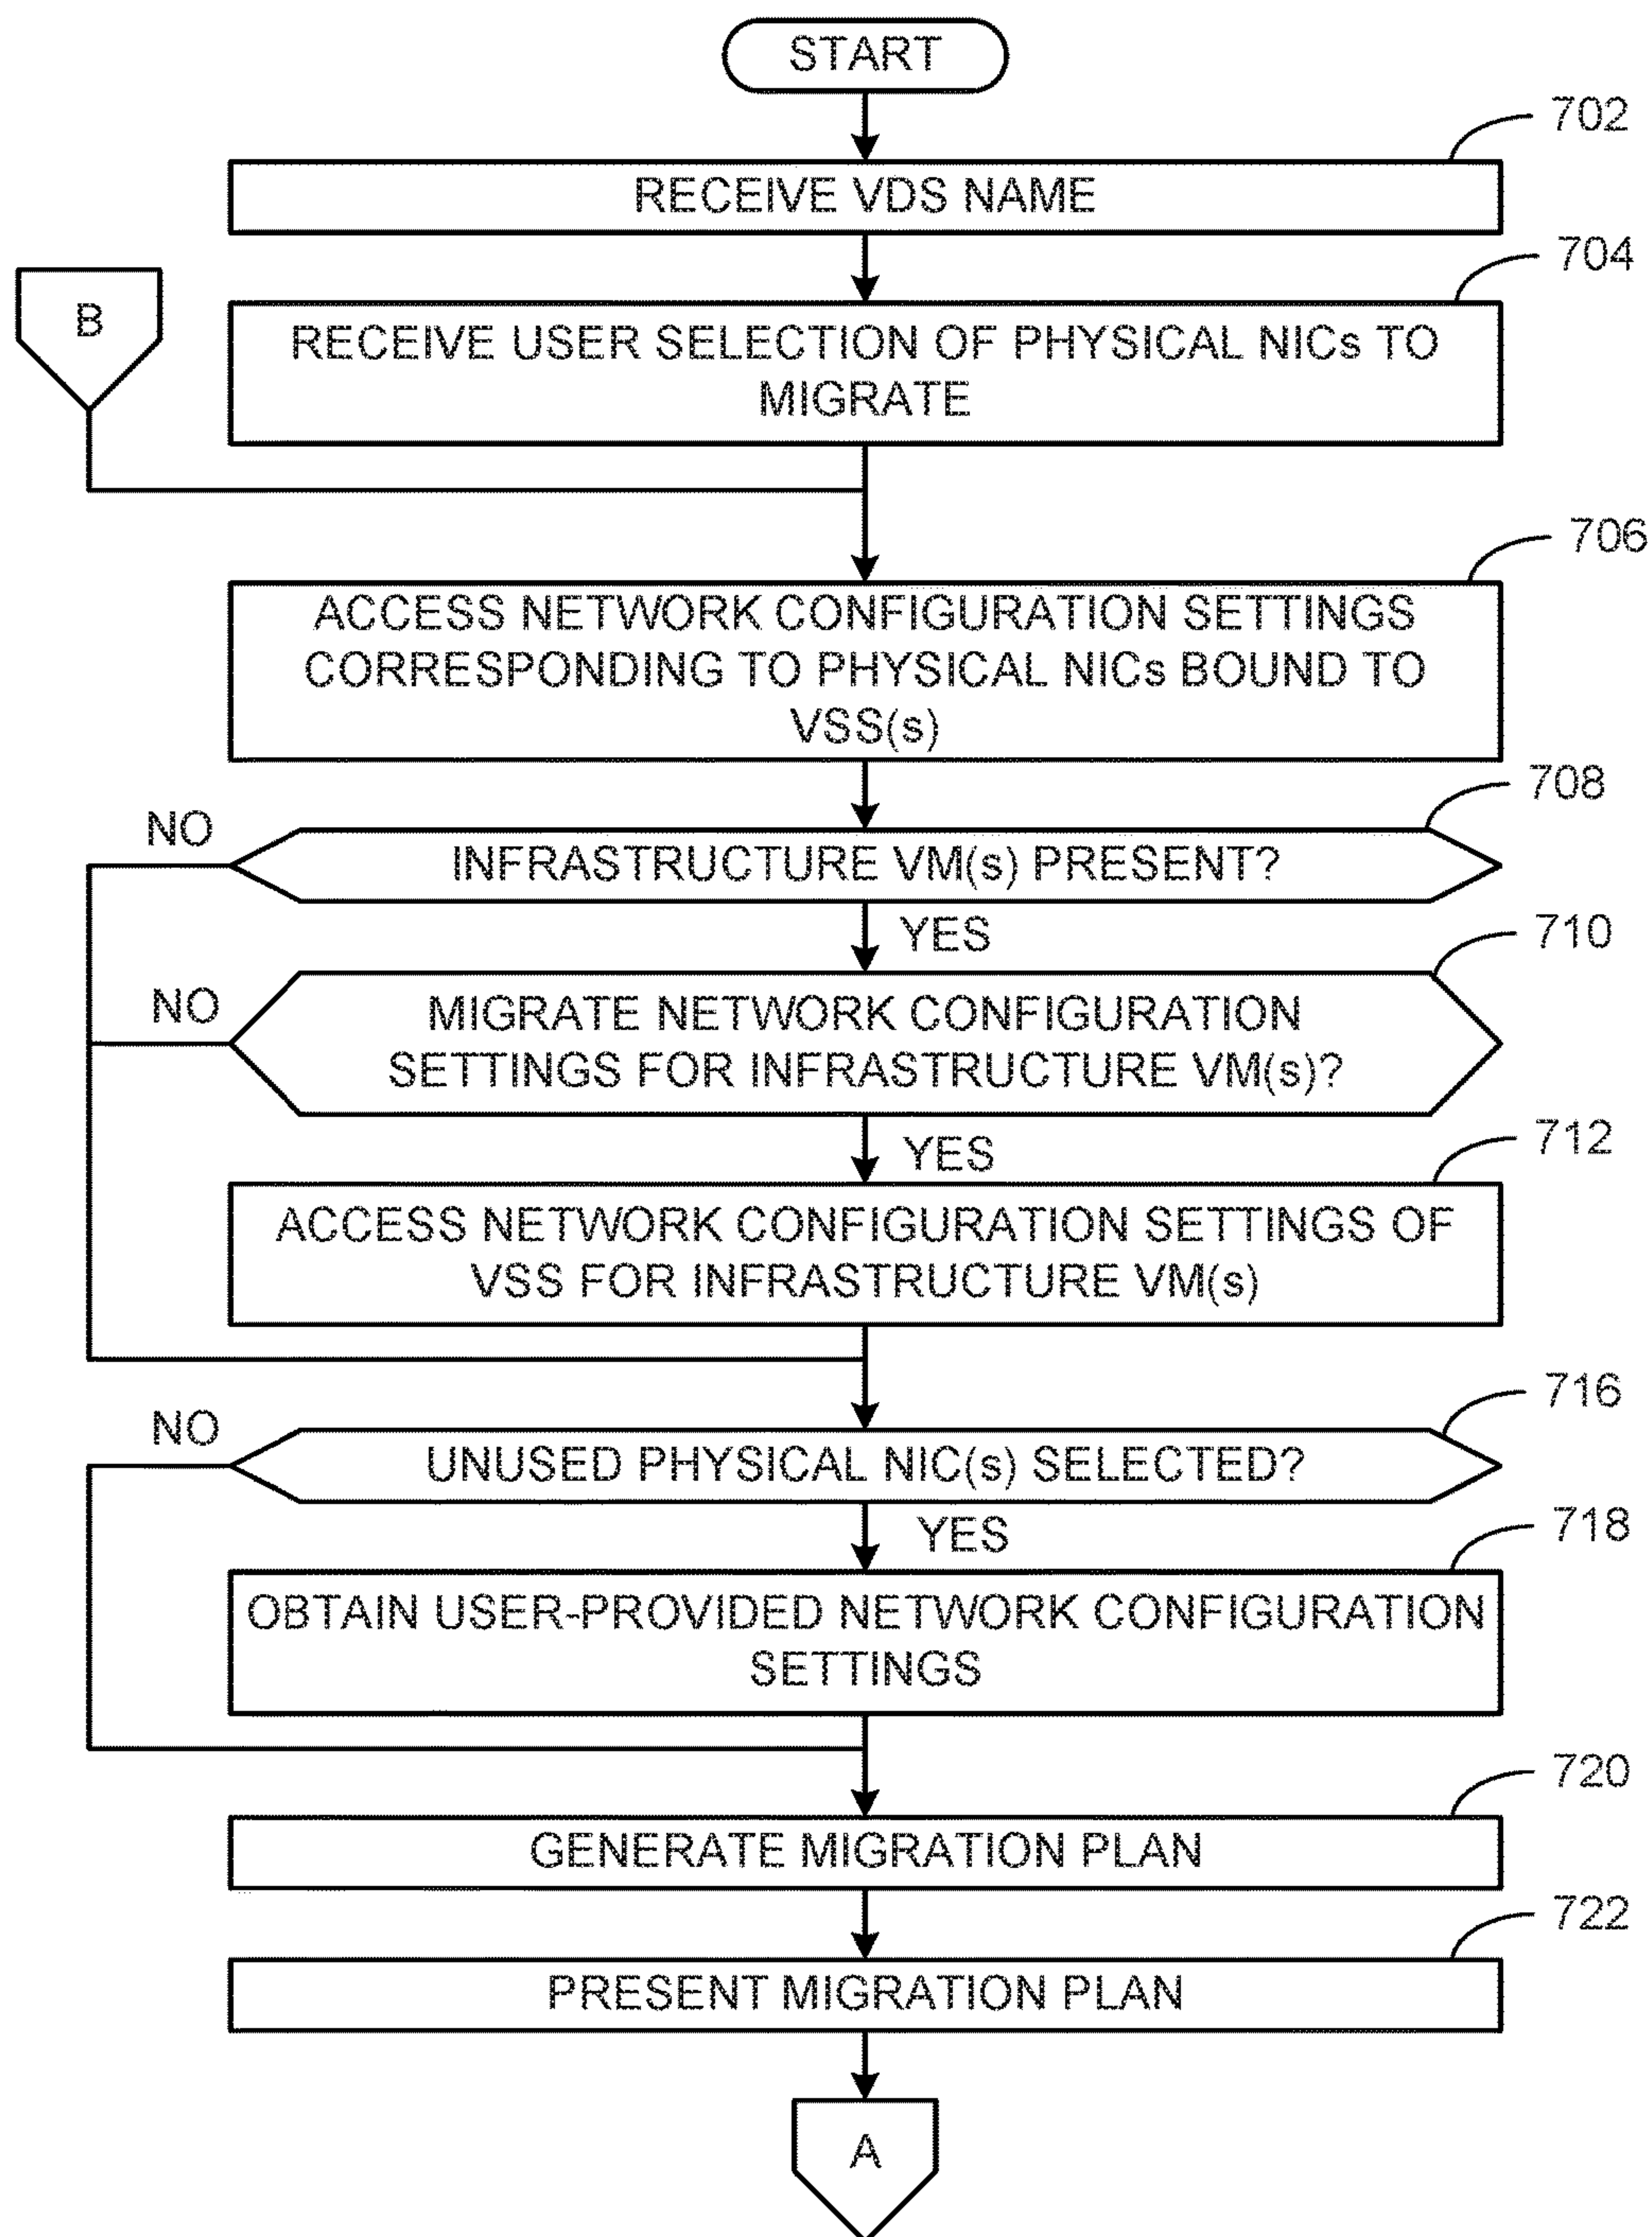 START
702
RECEIVE VDS NAME
704
B
RECEIVE USER SELECTION OF PHYSICAL NICs TO
MIGRATE
706
ACCESS NETWORK CONFIGURATION SETTINGS
CORRESPONDING TO PHYSICAL NICs BOUND TO
VSS(s)
708
NO
INFRASTRUCTURE VM(s) PRESENT?
YES
710
NO
MIGRATE NETWORK CONFIGURATION
SETTINGS FOR INFRASTRUCTURE VM(s)?
YES
712
ACCESS NETWORK CONFIGURATION SETTINGS OF
VSS FOR INFRASTRUCTURE VM(s)
716
NO
UNUSED PHYSICAL NIC(s) SELECTED?
YES
718
OBTAIN USER-PROVIDED NETWORK CONFIGURATION
SETTINGS
720
GENERATE MIGRATION PLAN
722
PRESENT MIGRATION PLAN
A